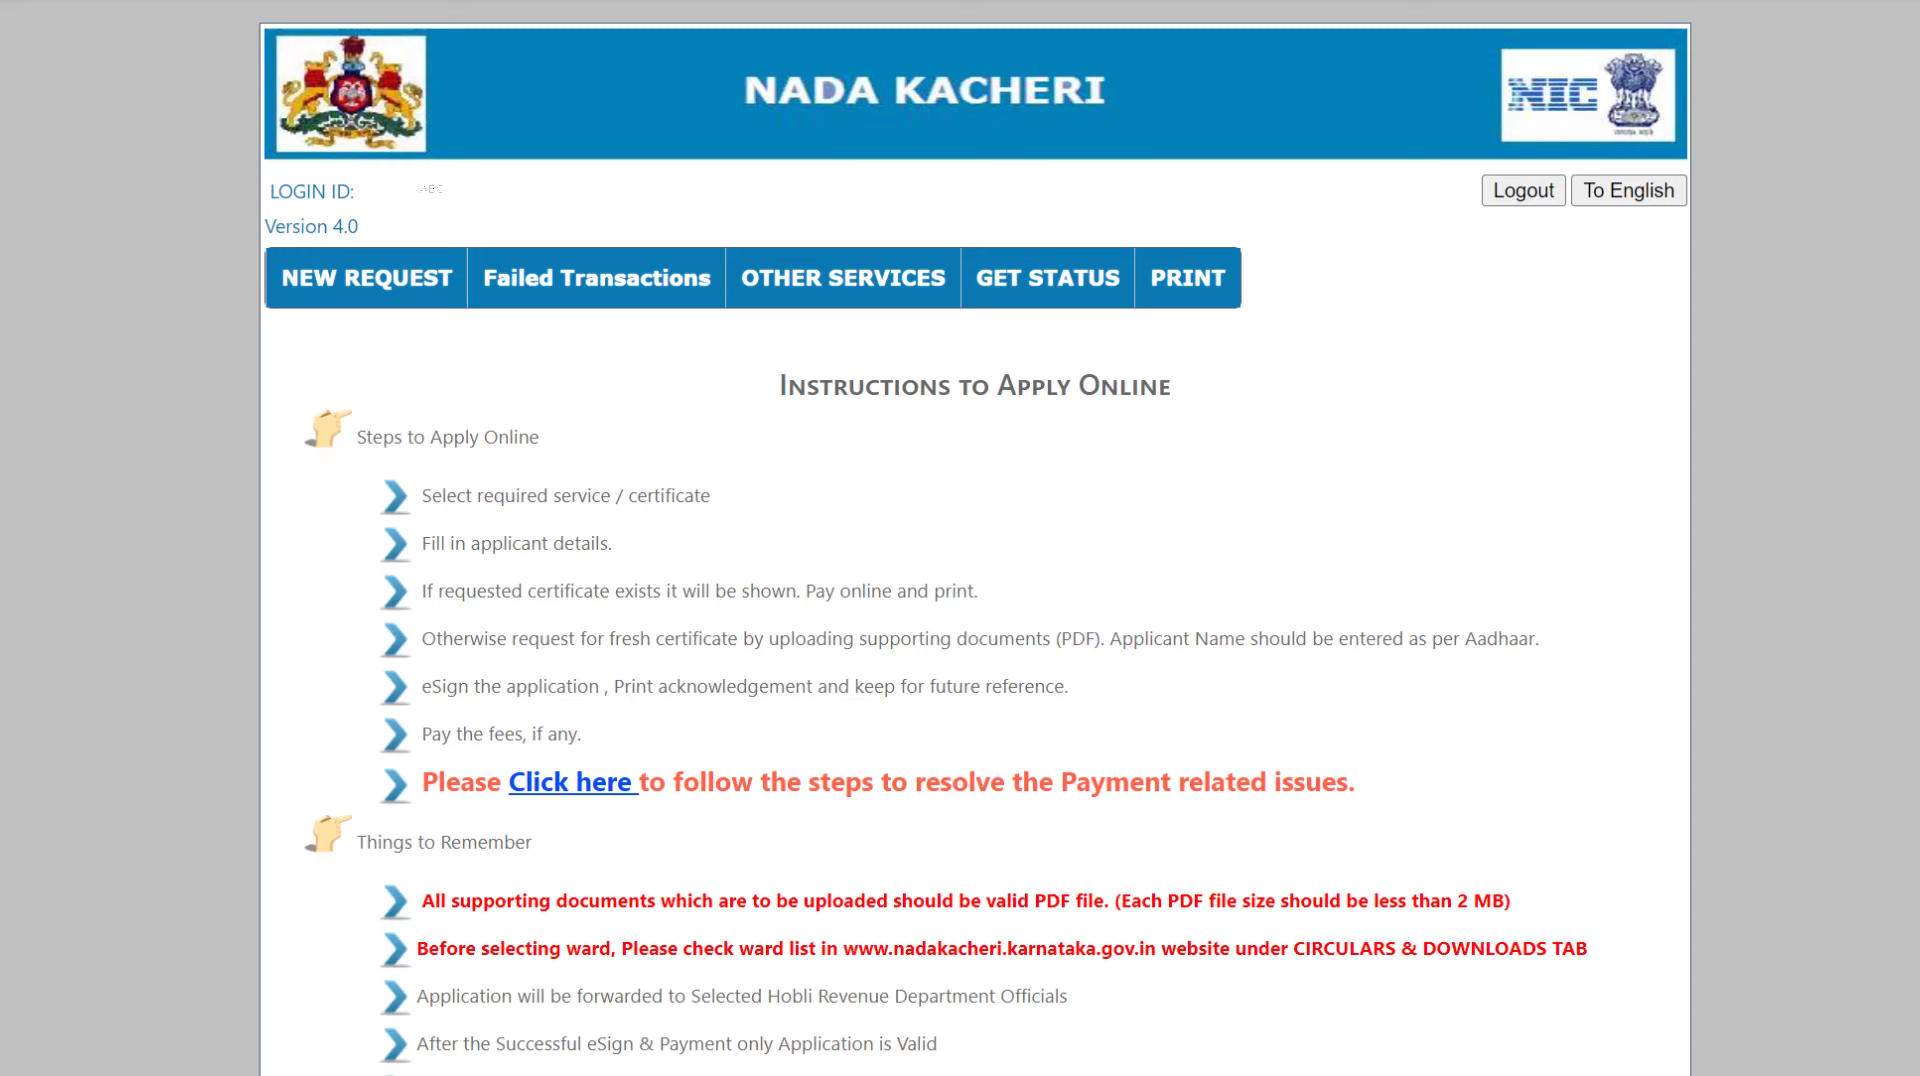 NADA KACHERI
NIC
LOGIN ID: ABC
Logout To English
Version 4.0
NEW REQUEST Failed Transactions OTHER SERVICES GET STATUS PRINT
Instructions to Apply Online
Steps to Apply Online
Select required service / certificate
Fill in applicant details.
If requested certificate exists it will be shown. Pay online and print.
Otherwise request for fresh certificate by uploading supporting documents (PDF). Applicant Name should be entered as per Aadhaar.
eSign the application , Print acknowledgement and keep for future reference.
Pay the fees, if any.
Please Click here to follow the steps to resolve the Payment related issues.
Things to Remember
All supporting documents which are to be uploaded should be valid PDF file. (Each PDF file size should be less than 2 MB)
Before selecting ward, Please check ward list in www.nadakacheri.karnataka.gov.in website under CIRCULARS & DOWNLOADS TAB
Application will be forwarded to Selected Hobli Revenue Department Officials
After the Successful eSign & Payment only Application is Valid